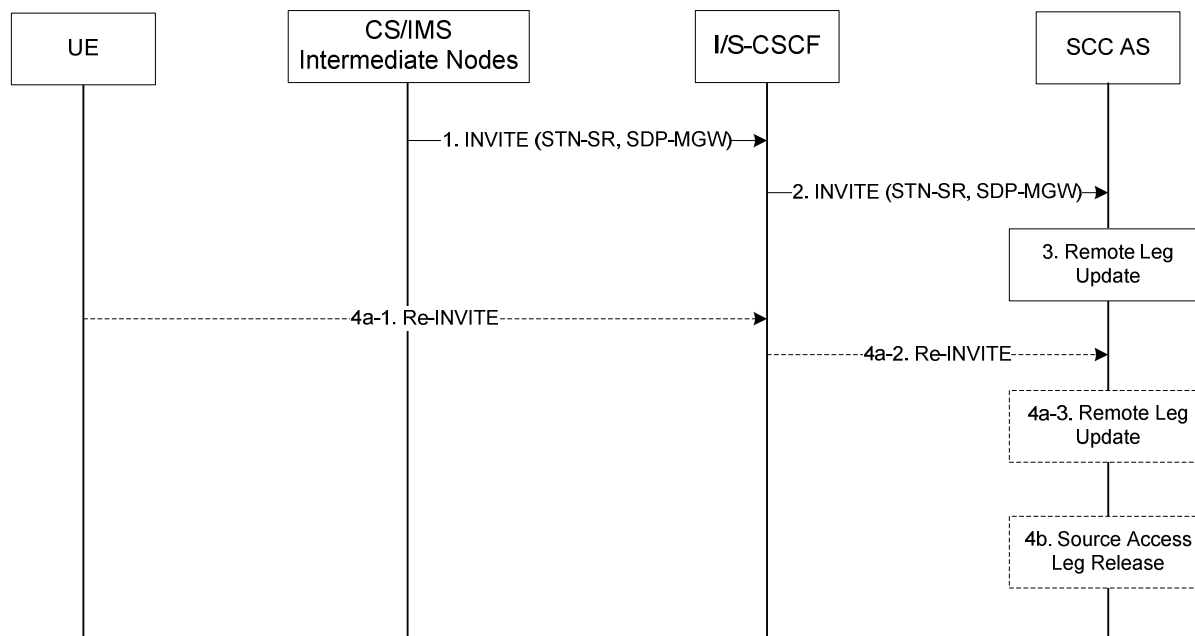 UE
CS/IMS
Intermediate Nodes
I/S-CSCF
SCC AS
1. INVITE (STN-SR, SDP-MGW)
2. INVITE (STN-SR, SDP-MGW)
3. Remote Leg
Update
4a-1. Re-INVITE
4a-2. Re-INVITE
4a-3. Remote Leg
Update
4b. Source Access
Leg Release